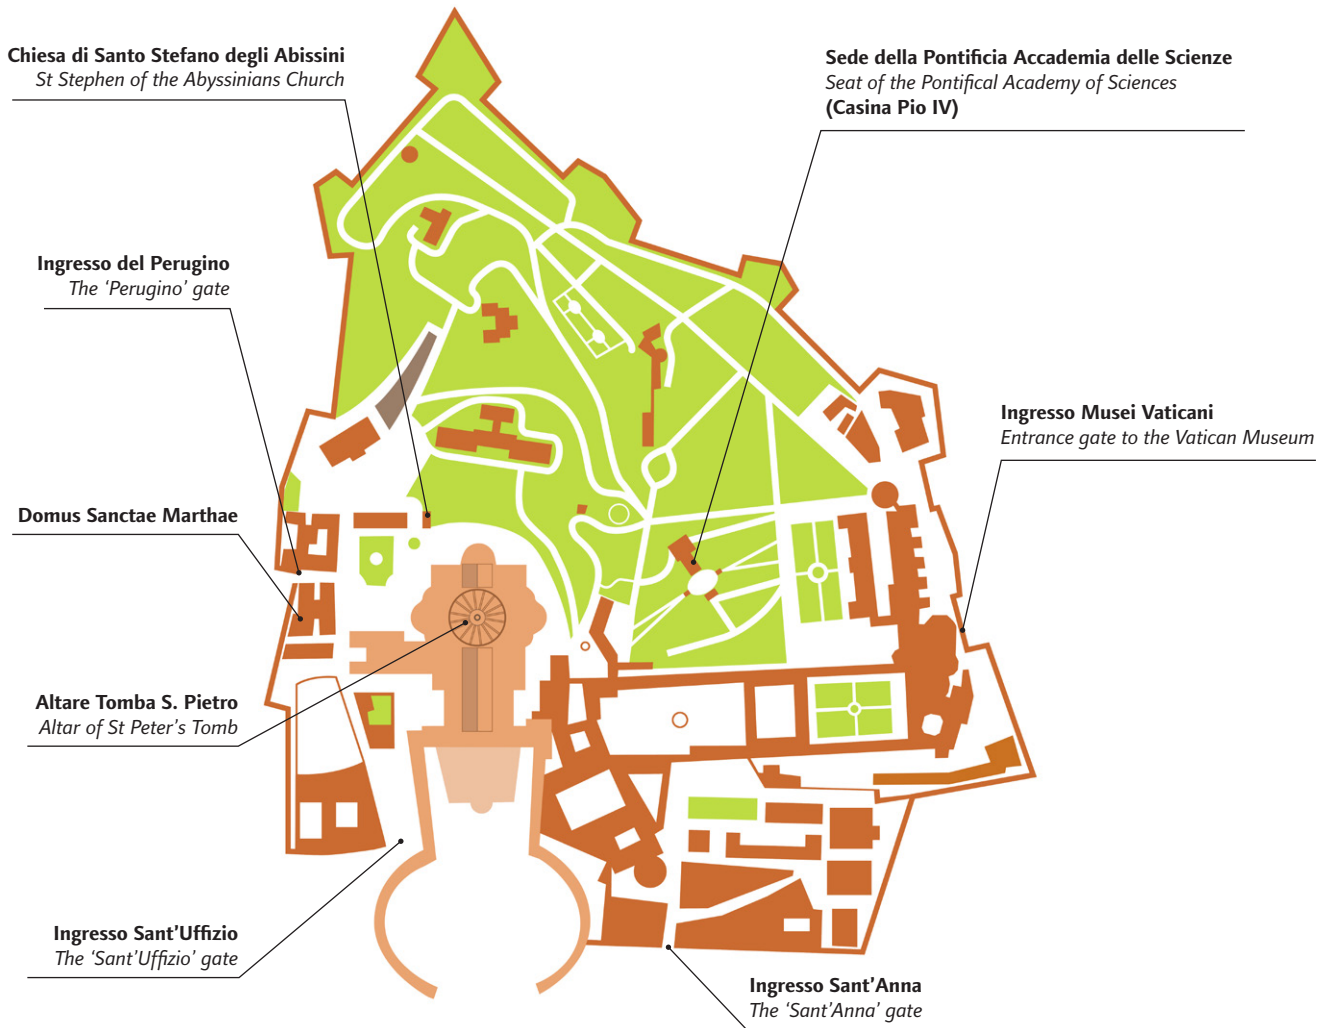 Chiesa di Santo Stefano degli Abissini
St Stephen of the Abyssinians Church
Sede della Pontificia Accademia delle Scienze
Seat of the Pontifical Academy of Sciences
(Casina Pio IV)
Ingresso del Perugino
The ‘Perugino’ gate
Ingresso Musei Vaticani
Entrance gate to the Vatican Museum
Domus Sanctae Marthae
Altare Tomba S. Pietro
Altar of St Peter’s Tomb
Ingresso Sant’Uffizio
The ‘Sant’Uffizio’ gate
Ingresso Sant’Anna
The ‘Sant’Anna’ gate